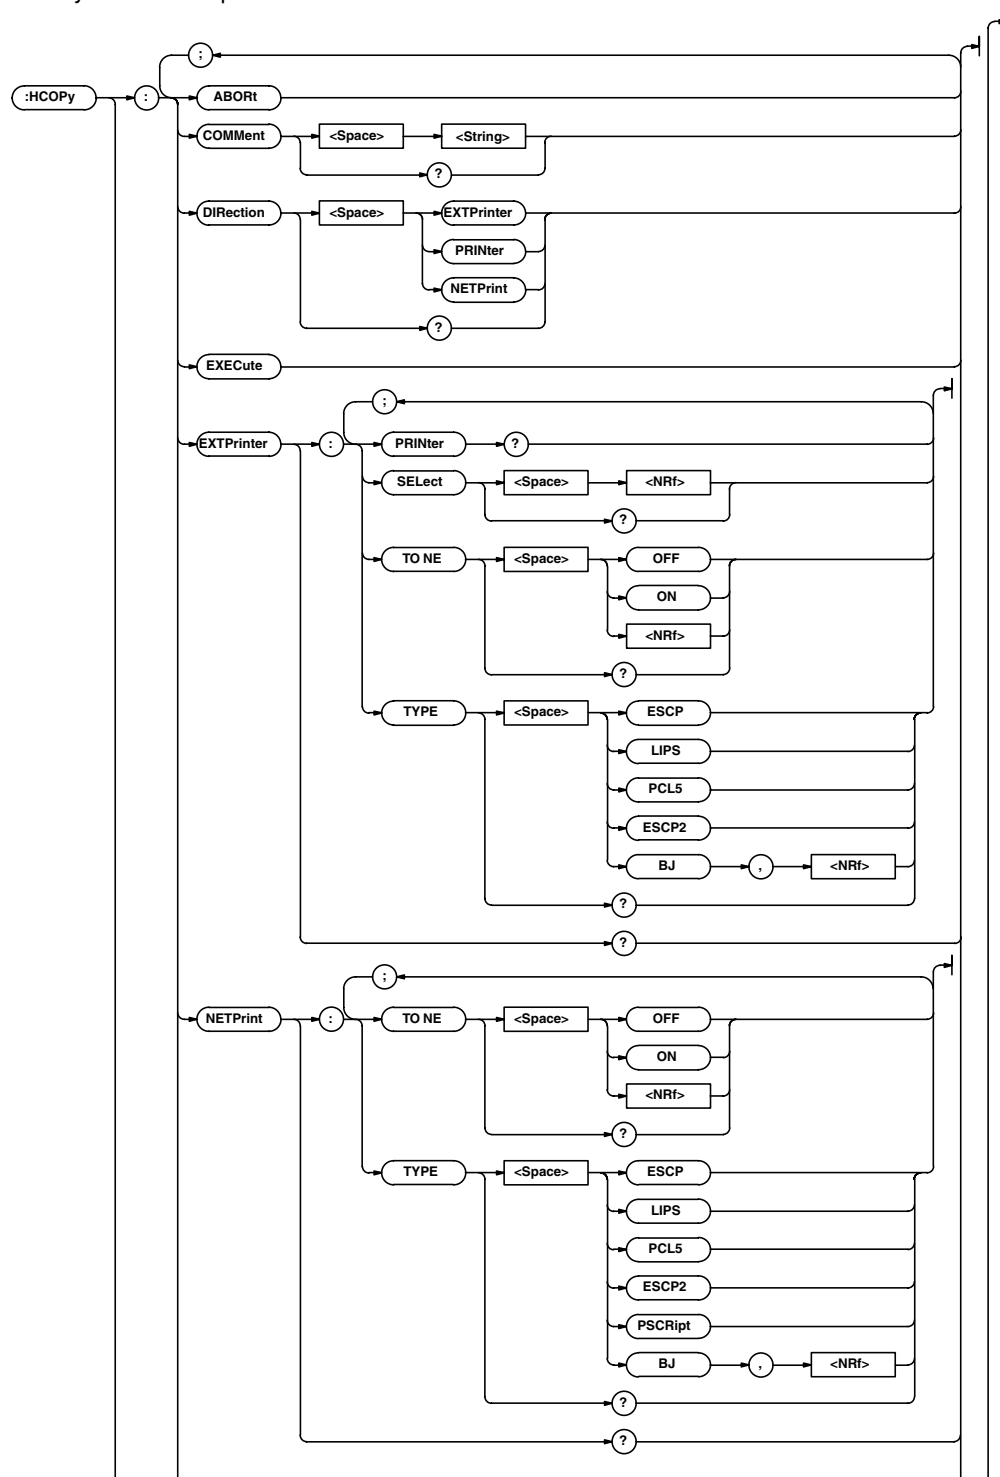 ;
:HCOPy : ABORt
COMMent <Space> <String>
?
DIRection <Space> EXTPrinter
PRINter
NETPrint
?
EXECute
;
EXTPrinter : PRINter ?
SELect <Space> <NRf>
?
TO NE <Space> OFF
ON
<NRf>
?
TYPE <Space> ESCP
LIPS
PCL5
ESCP2
BJ , <NRf>
?
?
;
NETPrint : TO NE <Space> OFF
ON
<NRf>
?
TYPE <Space> ESCP
LIPS
PCL5
ESCP2
PSCRipt
BJ , <NRf>
?
?